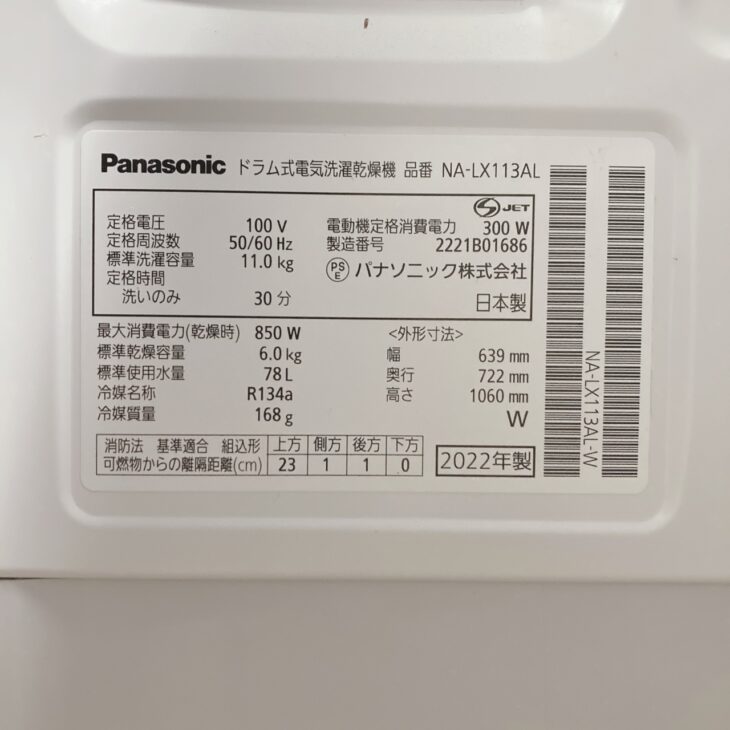 Panasonic ドラム式電気洗濯乾燥機 品番 NA-LX113AL
S JET
定格電圧 100 V
定格周波数 50/60 Hz
標準洗濯容量 11.0 kg
定格時間
洗いのみ 30 分
電動機定格消費電力 300 W
製造番号 2221B01686
PSE パナソニック株式会社
日本製
最大消費電力(乾燥時) 850 W
標準乾燥容量 6.0 kg
標準使用水量 78 L
冷媒名称 R134a
冷媒質量 168 g
<外形寸法>
幅 639 mm
奥行 722 mm
高さ 1060 mm
W
消防法 基準適合 組込形 上方 側方 後方 下方
可燃物からの離隔距離(cm) 23 1 1 0
2022年製
NA-LX113AL-W